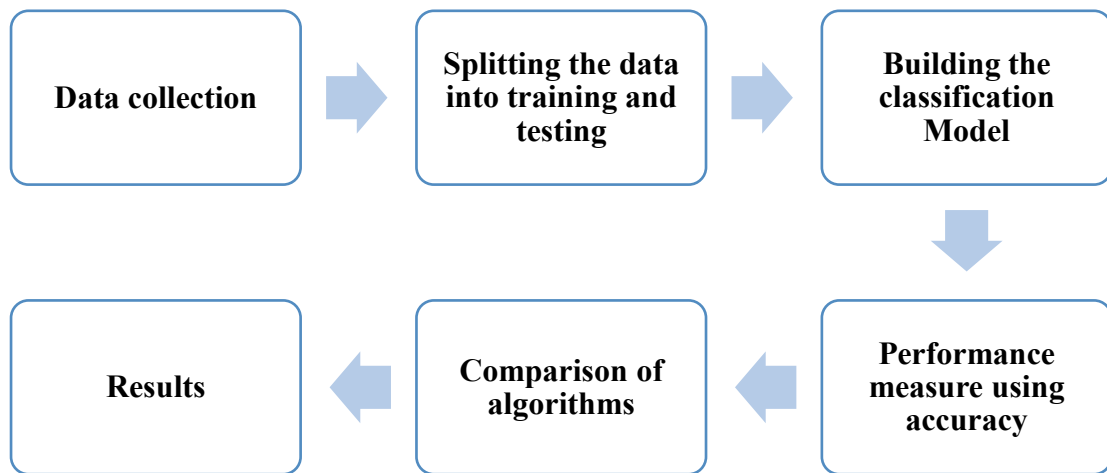 Data collection
Splitting the data
into training and
testing
Building the
classification
Model
Performance
measure using
accuracy
Comparison of
algorithms
Results